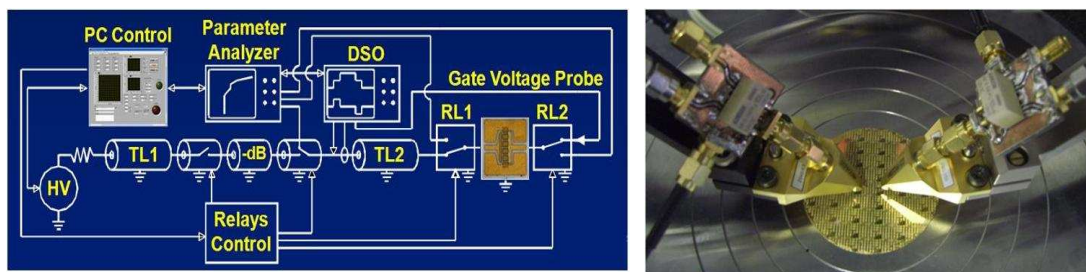 PC Control
Parameter
Analyzer
DSO
Gate Voltage Probe
RL1
RL2
TL1
-dB
TL2
HV
Relays
Control